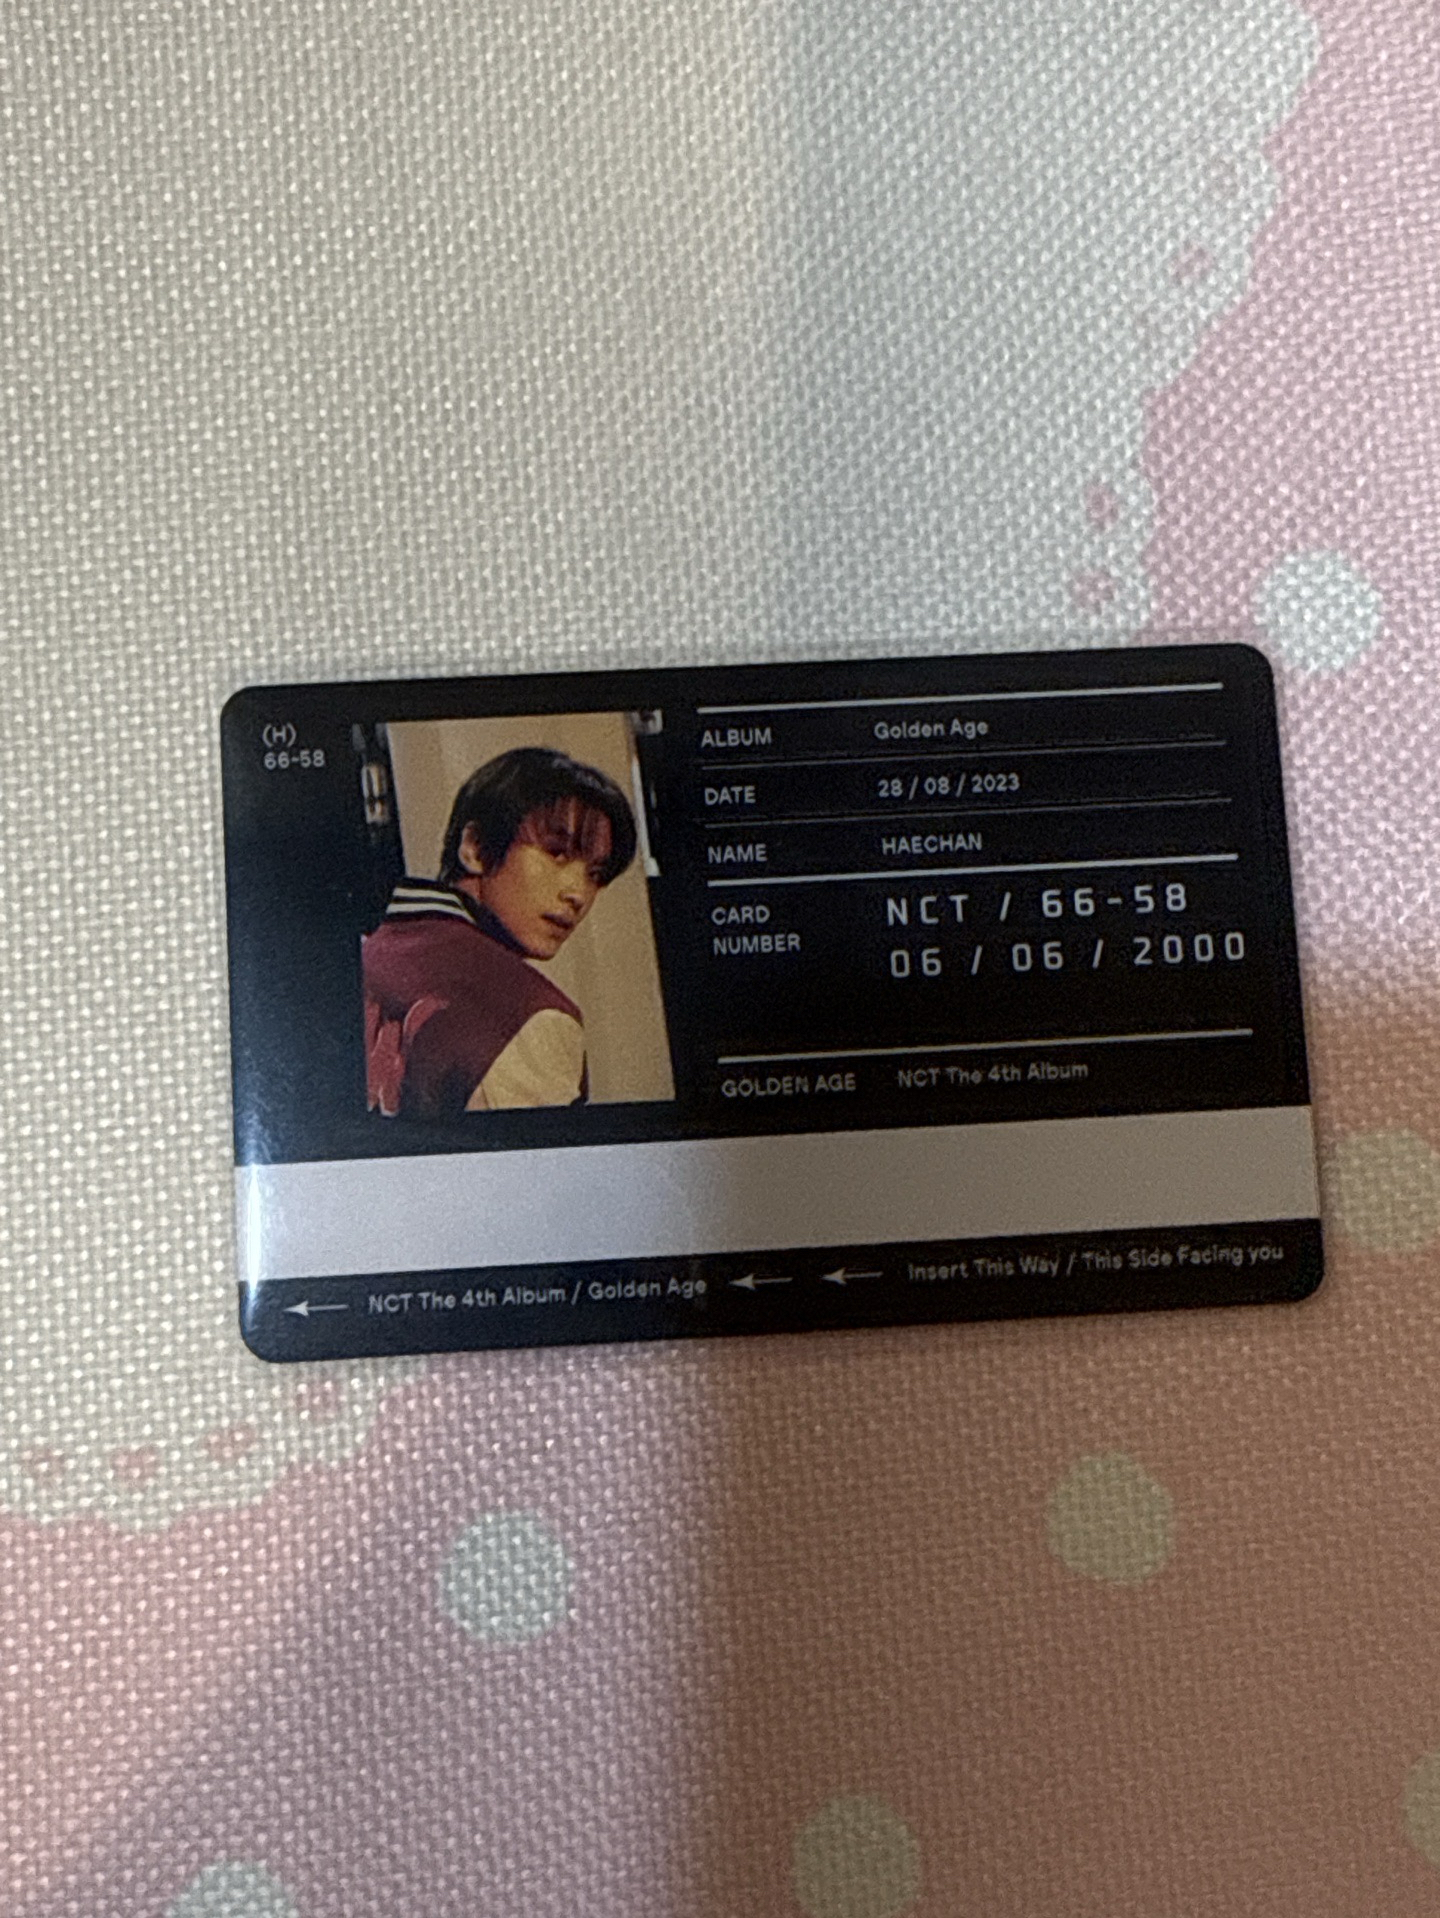 (H)
66-58
ALBUM Golden Age
DATE 28 / 08 / 2023
NAME HAECHAN
CARD NUMBER NCT / 66-58
06 / 06 / 2000
GOLDEN AGE NCT The 4th Album
← NCT The 4th Album / Golden Age ← ← Insert This Way / This Side Facing you